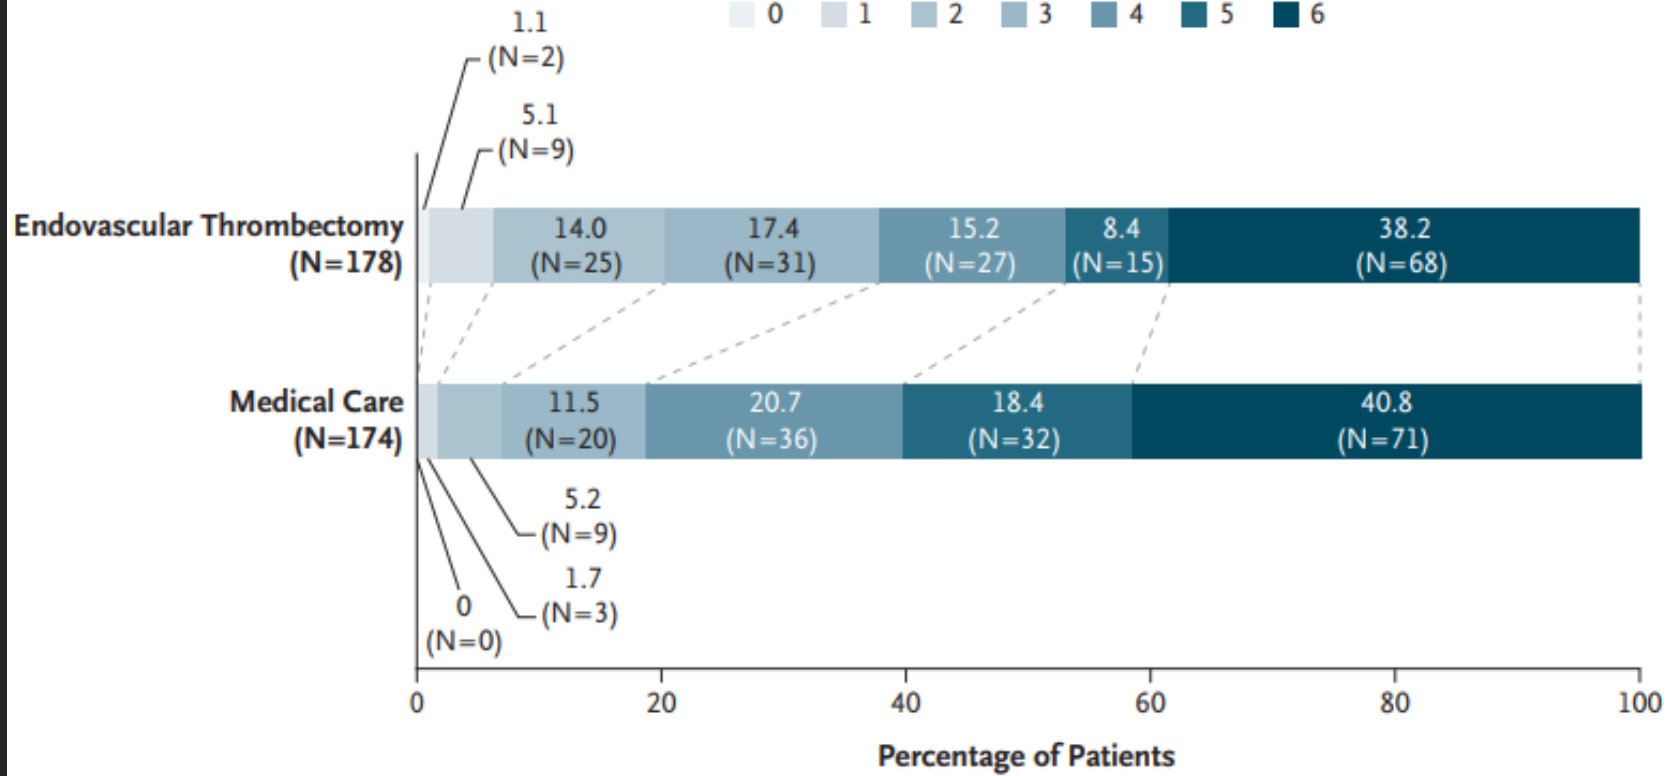 0 1 2 3 4 5 6
1.1
(N=2)
5.1
(N=9)
Endovascular Thrombectomy
(N=178)
14.0
(N=25)
17.4
(N=31)
15.2
(N=27)
8.4
(N=15)
38.2
(N=68)
Medical Care
(N=174)
11.5
(N=20)
20.7
(N=36)
18.4
(N=32)
40.8
(N=71)
5.2
(N=9)
1.7
(N=3)
0
(N=0)
0 20 40 60 80 100
Percentage of Patients